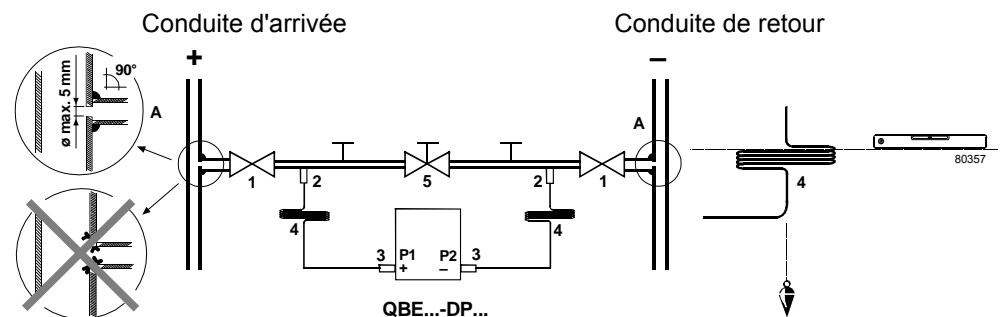 Conduite d'arrivée
Conduite de retour
+
–
ø max. 5 mm
90°
A
A
1
2
5
2
1
80357
4
4
4
3
P1
P2
3
+
–
QBE...-DP...